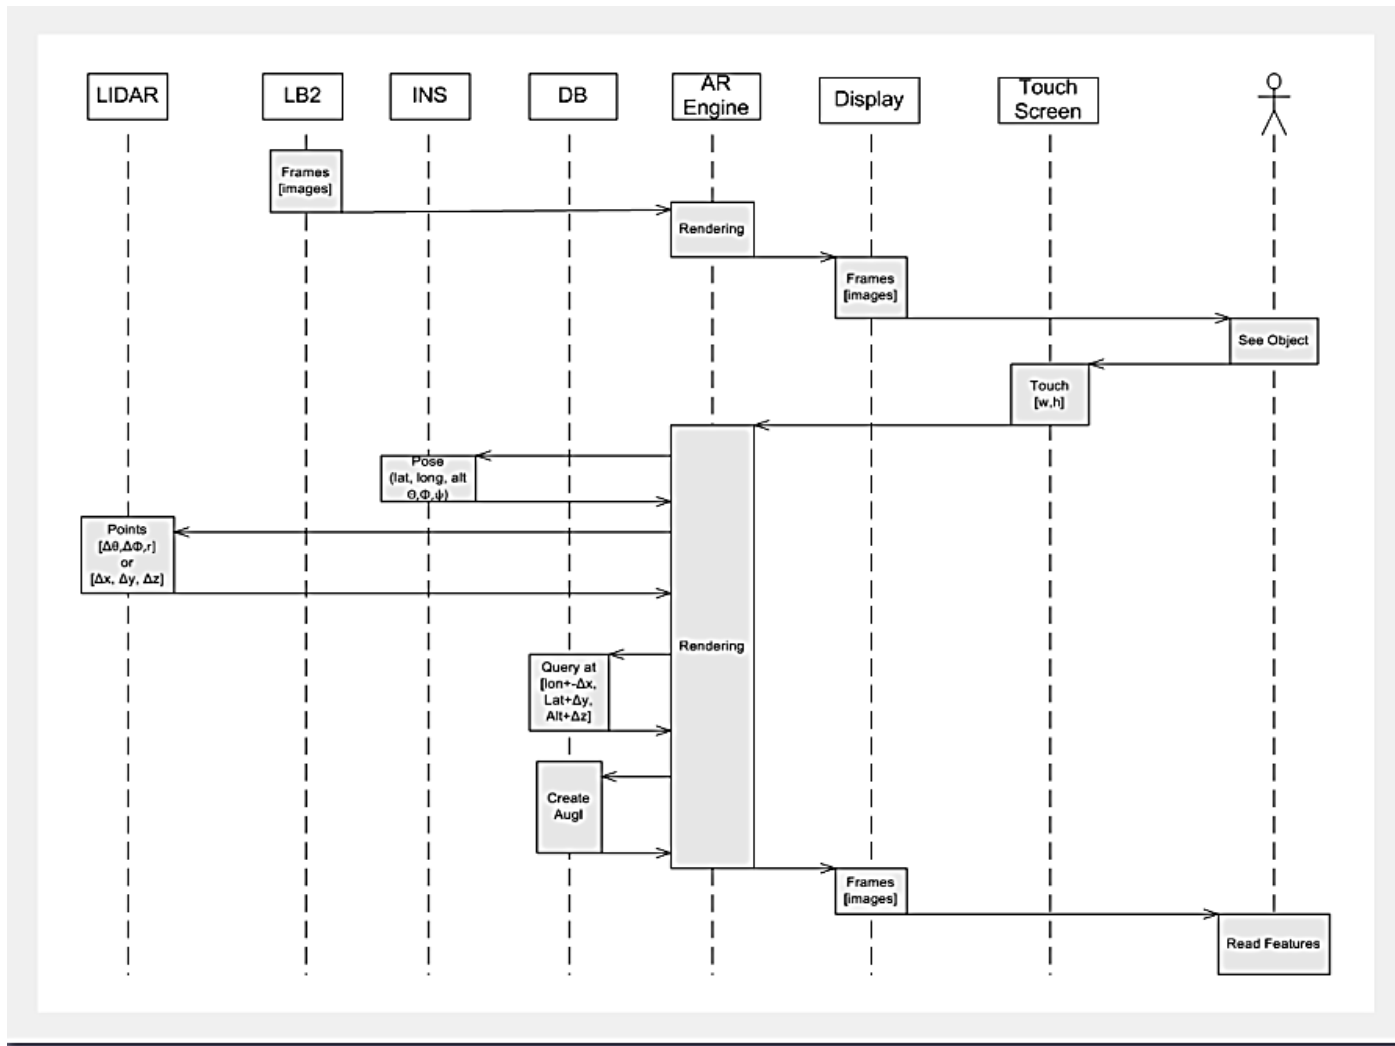 LIDAR
LB2
INS
DB
AR
Engine
Display
Touch
Screen
Frames
[images]
Rendering
Frames
[images]
See Object
Touch
[w,h]
Pose
(lat, long, alt
Θ,Φ,ψ)
Points
[Δθ,ΔΦ,r]
or
[Δx, Δy, Δz]
Rendering
Query at
[lon+-Δx,
Lat+Δy,
Alt+Δz]
Create
AugI
Frames
[images]
Read Features